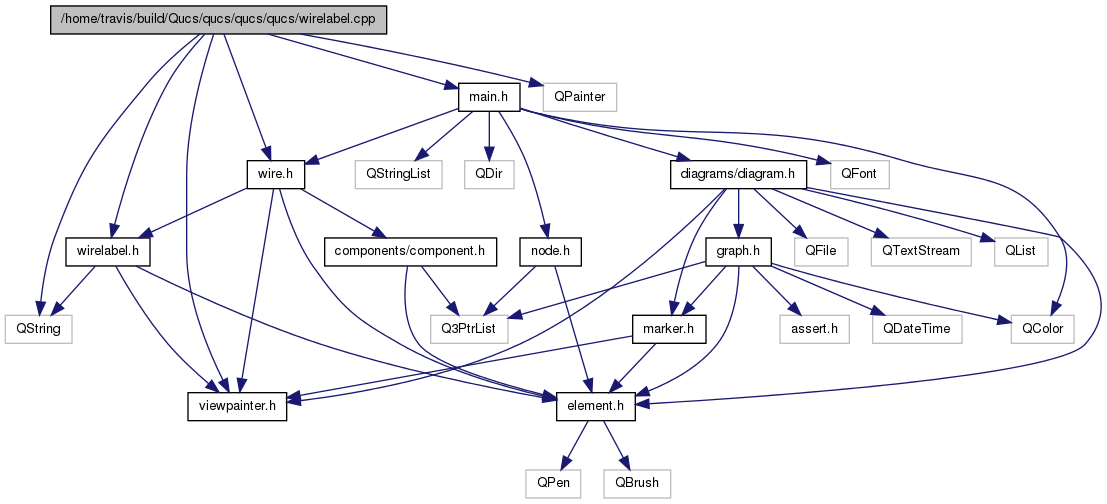 /home/travis/build/Qucs/qucs/qucs/qucs/wirelabel.cpp
main.h
QPainter
wire.h
QStringList
QDir
diagrams/diagram.h
QFont
wirelabel.h
components/component.h
node.h
graph.h
QFile
QTextStream
QList
QString
Q3PtrList
marker.h
assert.h
QDateTime
QColor
viewpainter.h
element.h
QPen
QBrush